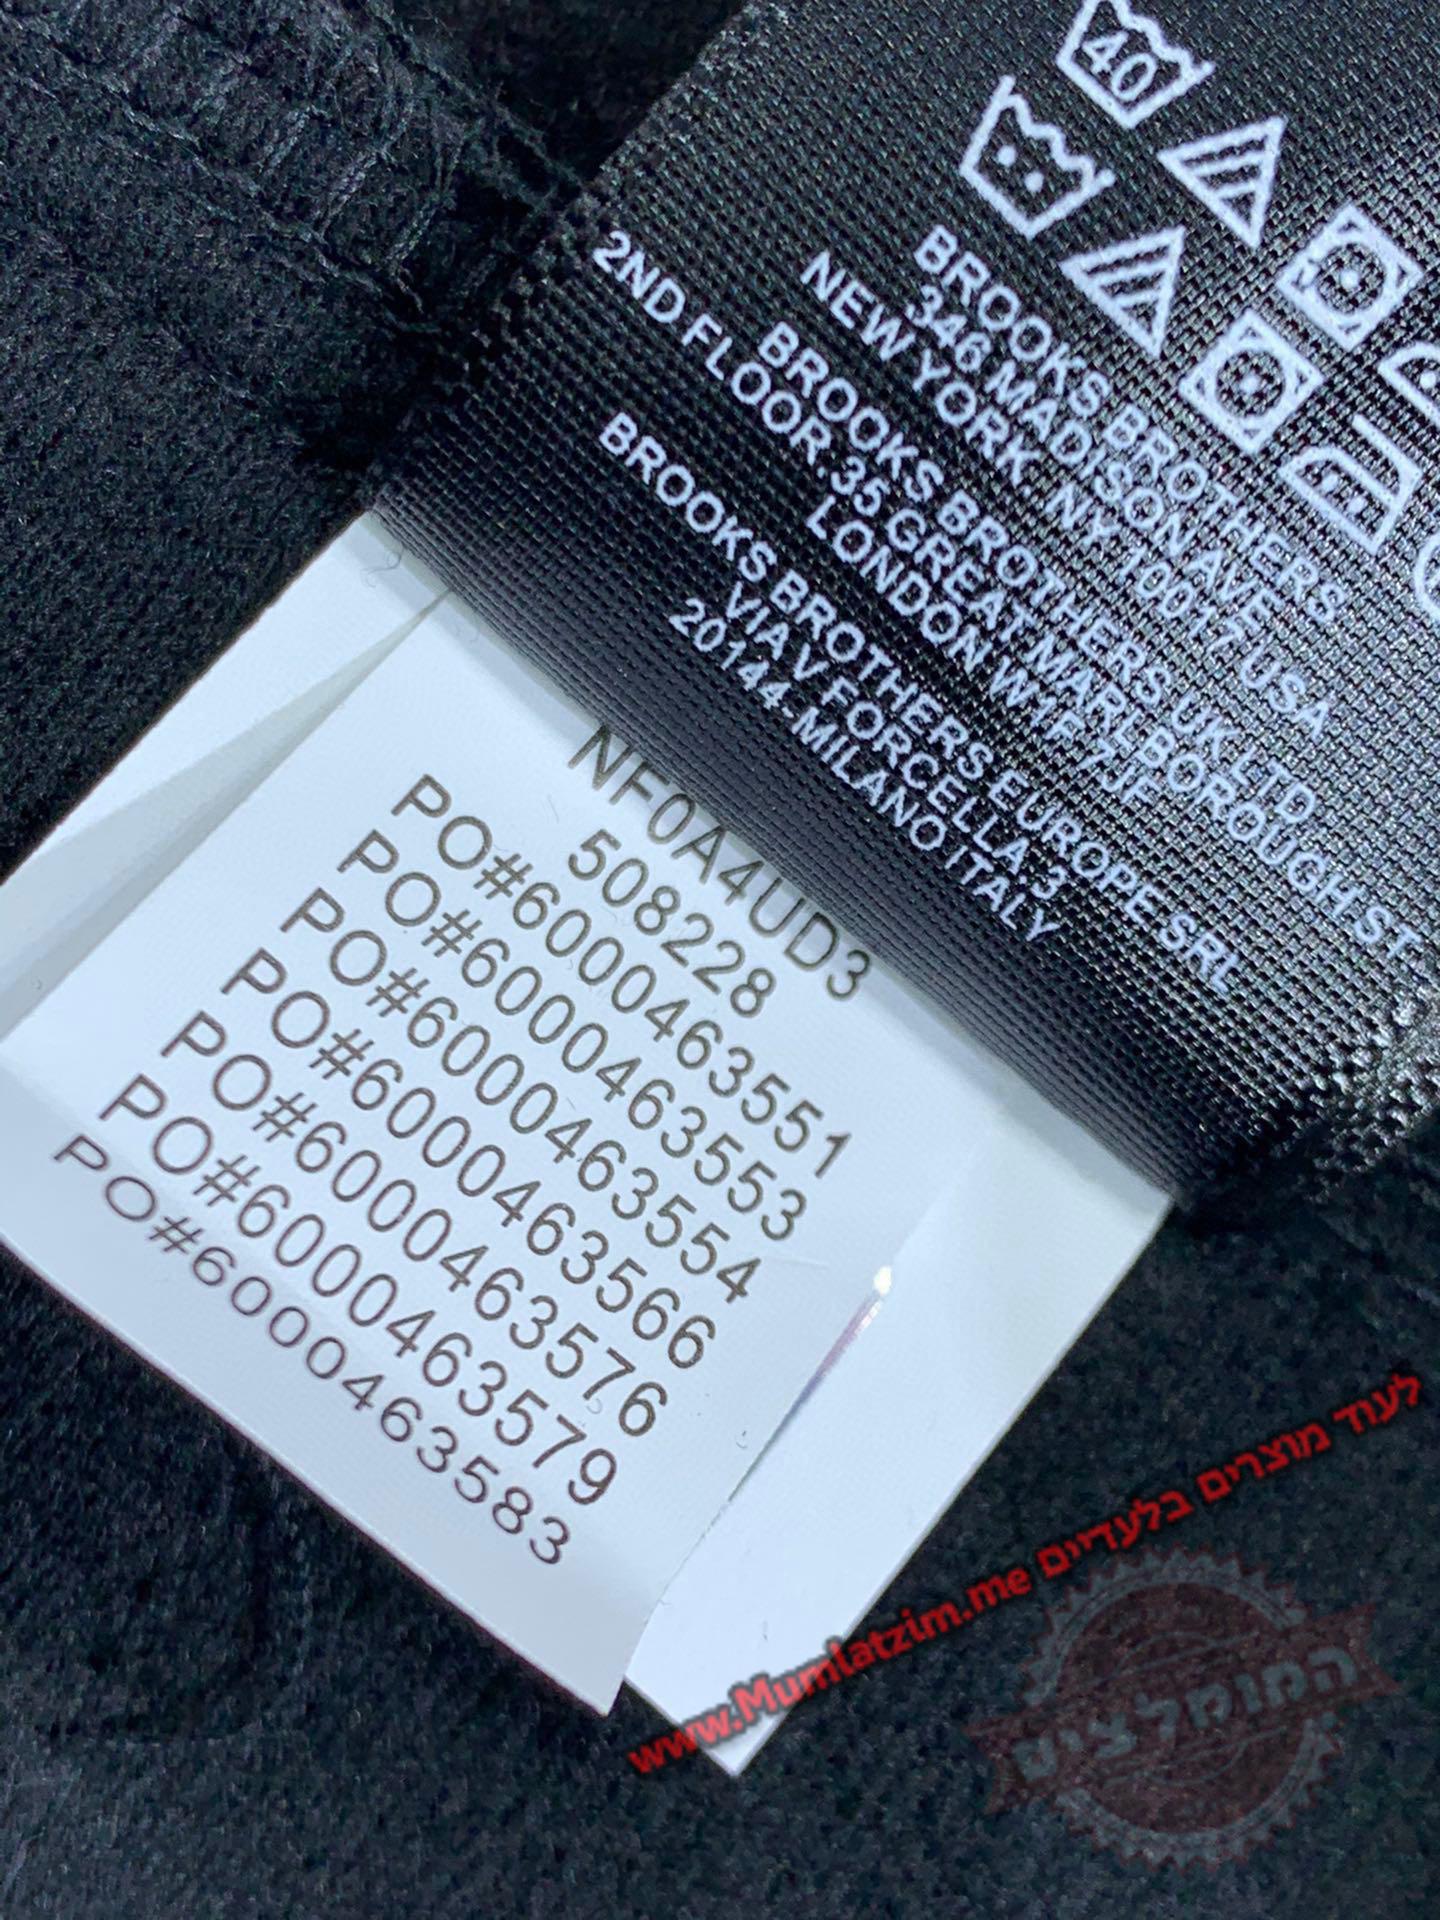 40
BROOKS BROTHERS
346 MADISON AVE
NEW YORK. NY 10017 USA
BROOKS BROTHERS UK LTD
2ND FLOOR.35 GREAT MARLBOROUGH ST.
LONDON W1F 7JF
BROOKS BROTHERS EUROPE SRL
VIA V FORCELLA.3
20144-MILANO ITALY
NF0A4UD3
508228
PO#6000463551
PO#6000463553
PO#6000463554
PO#6000463566
PO#6000463576
PO#6000463579
PO#6000463583
לעוד מוצרים בלעדיים www.Mumlatzim.me
המומלצים